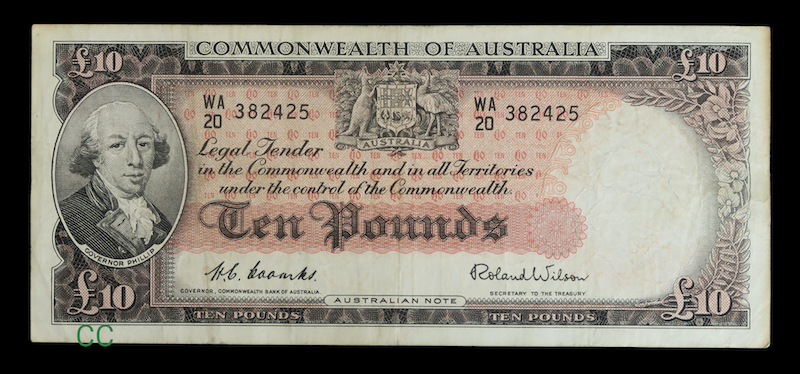 COMMONWEALTH OF AUSTRALIA
£10 £10
WA
20 382425
WA
20 382425
AUSTRALIA
Legal Tender
in the Commonwealth and in all Territories
under the control of the Commonwealth.
Ten Pounds
GOVERNOR PHILLIP
H.C. Coombs.
Roland Wilson
GOVERNOR, COMMONWEALTH BANK OF AUSTRALIA.
SECRETARY TO THE TREASURY
£10 £10
AUSTRALIAN NOTE
TEN POUNDS TEN POUNDS
CC